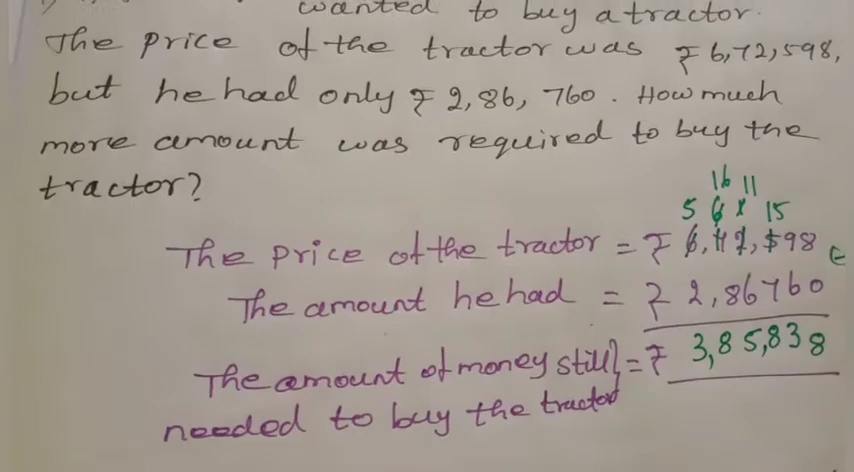 wanted to buy a tractor.
The price of the tractor was ₹ 6,72,598,
but he had only ₹ 2,86,760. How much
more amount was required to buy the
tractor?
16 11
5 6 1 15
The price of the tractor = ₹ 6,72,598
The amount he had = ₹ 2,86760
The amount of money still} = ₹ 3,85,838
needed to buy the tractor